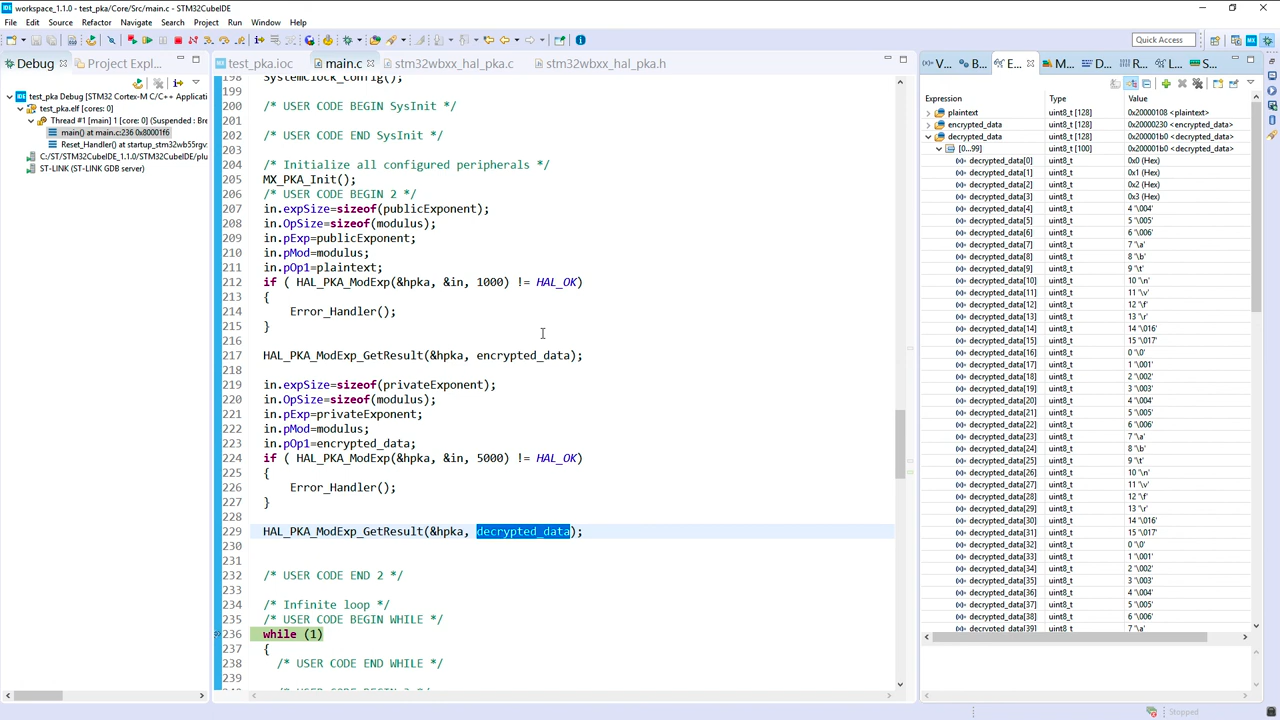 workspace_1.1.0 - test_pka/Core/Src/main.c - STM32CubeIDE
File Edit Source Refactor Navigate Search Project Run Window Help
Quick Access
Debug
Project Expl...
test_pka.ioc
main.c
stm32wbxx_hal_pka.c
stm32wbxx_hal_pka.h
V...
B...
E...
M...
D...
R...
L...
S...
test_pka Debug [STM32 Cortex-M C/C++ Applicati
test_pka.elf [cores: 0]
Thread #1 [main] 1 [core: 0] (Suspended : Bre
main() at main.c:236 0x80001f6
Reset_Handler() at startup_stm32wb55rgv.
C:/ST/STM32CubeIDE_1.1.0/STM32CubeIDE/plu
ST-LINK (ST-LINK GDB server)
198 SystemClock_Config();
199
200 /* USER CODE BEGIN SysInit */
201
202 /* USER CODE END SysInit */
203
204 /* Initialize all configured peripherals */
205 MX_PKA_Init();
206 /* USER CODE BEGIN 2 */
207 in.expSize=sizeof(publicExponent);
208 in.OpSize=sizeof(modulus);
209 in.pExp=publicExponent;
210 in.pMod=modulus;
211 in.pOp1=plaintext;
212 if ( HAL_PKA_ModExp(&hpka, &in, 1000) != HAL_OK)
213 {
214 Error_Handler();
215 }
216
217 HAL_PKA_ModExp_GetResult(&hpka, encrypted_data);
218
219 in.expSize=sizeof(privateExponent);
220 in.OpSize=sizeof(modulus);
221 in.pExp=privateExponent;
222 in.pMod=modulus;
223 in.pOp1=encrypted_data;
224 if ( HAL_PKA_ModExp(&hpka, &in, 5000) != HAL_OK)
225 {
226 Error_Handler();
227 }
228
229 HAL_PKA_ModExp_GetResult(&hpka, decrypted_data);
230
231
232 /* USER CODE END 2 */
233
234 /* Infinite loop */
235 /* USER CODE BEGIN WHILE */
236 while (1)
237 {
238 /* USER CODE END WHILE */
239
Expression Type Value
plaintext uint8_t [128] 0x20000108 <plaintext>
encrypted_data uint8_t [128] 0x20000230 <encrypted_data>
decrypted_data uint8_t [128] 0x200001b0 <decrypted_data>
[0...99] uint8_t [100] 0x200001b0 <decrypted_data>
decrypted_data[0] uint8_t 0x0 (Hex)
decrypted_data[1] uint8_t 0x1 (Hex)
decrypted_data[2] uint8_t 0x2 (Hex)
decrypted_data[3] uint8_t 0x3 (Hex)
decrypted_data[4] uint8_t 4 '\004'
decrypted_data[5] uint8_t 5 '\005'
decrypted_data[6] uint8_t 6 '\006'
decrypted_data[7] uint8_t 7 '\a'
decrypted_data[8] uint8_t 8 '\b'
decrypted_data[9] uint8_t 9 '\t'
decrypted_data[10] uint8_t 10 '\n'
decrypted_data[11] uint8_t 11 '\v'
decrypted_data[12] uint8_t 12 '\f'
decrypted_data[13] uint8_t 13 '\r'
decrypted_data[14] uint8_t 14 '\016'
decrypted_data[15] uint8_t 15 '\017'
decrypted_data[16] uint8_t 0 '\0'
decrypted_data[17] uint8_t 1 '\001'
decrypted_data[18] uint8_t 2 '\002'
decrypted_data[19] uint8_t 3 '\003'
decrypted_data[20] uint8_t 4 '\004'
decrypted_data[21] uint8_t 5 '\005'
decrypted_data[22] uint8_t 6 '\006'
decrypted_data[23] uint8_t 7 '\a'
decrypted_data[24] uint8_t 8 '\b'
decrypted_data[25] uint8_t 9 '\t'
decrypted_data[26] uint8_t 10 '\n'
decrypted_data[27] uint8_t 11 '\v'
decrypted_data[28] uint8_t 12 '\f'
decrypted_data[29] uint8_t 13 '\r'
decrypted_data[30] uint8_t 14 '\016'
decrypted_data[31] uint8_t 15 '\017'
decrypted_data[32] uint8_t 0 '\0'
decrypted_data[33] uint8_t 1 '\001'
decrypted_data[34] uint8_t 2 '\002'
decrypted_data[35] uint8_t 3 '\003'
decrypted_data[36] uint8_t 4 '\004'
decrypted_data[37] uint8_t 5 '\005'
decrypted_data[38] uint8_t 6 '\006'
decrypted_data[39] uint8_t 7 '\a'
Stopped